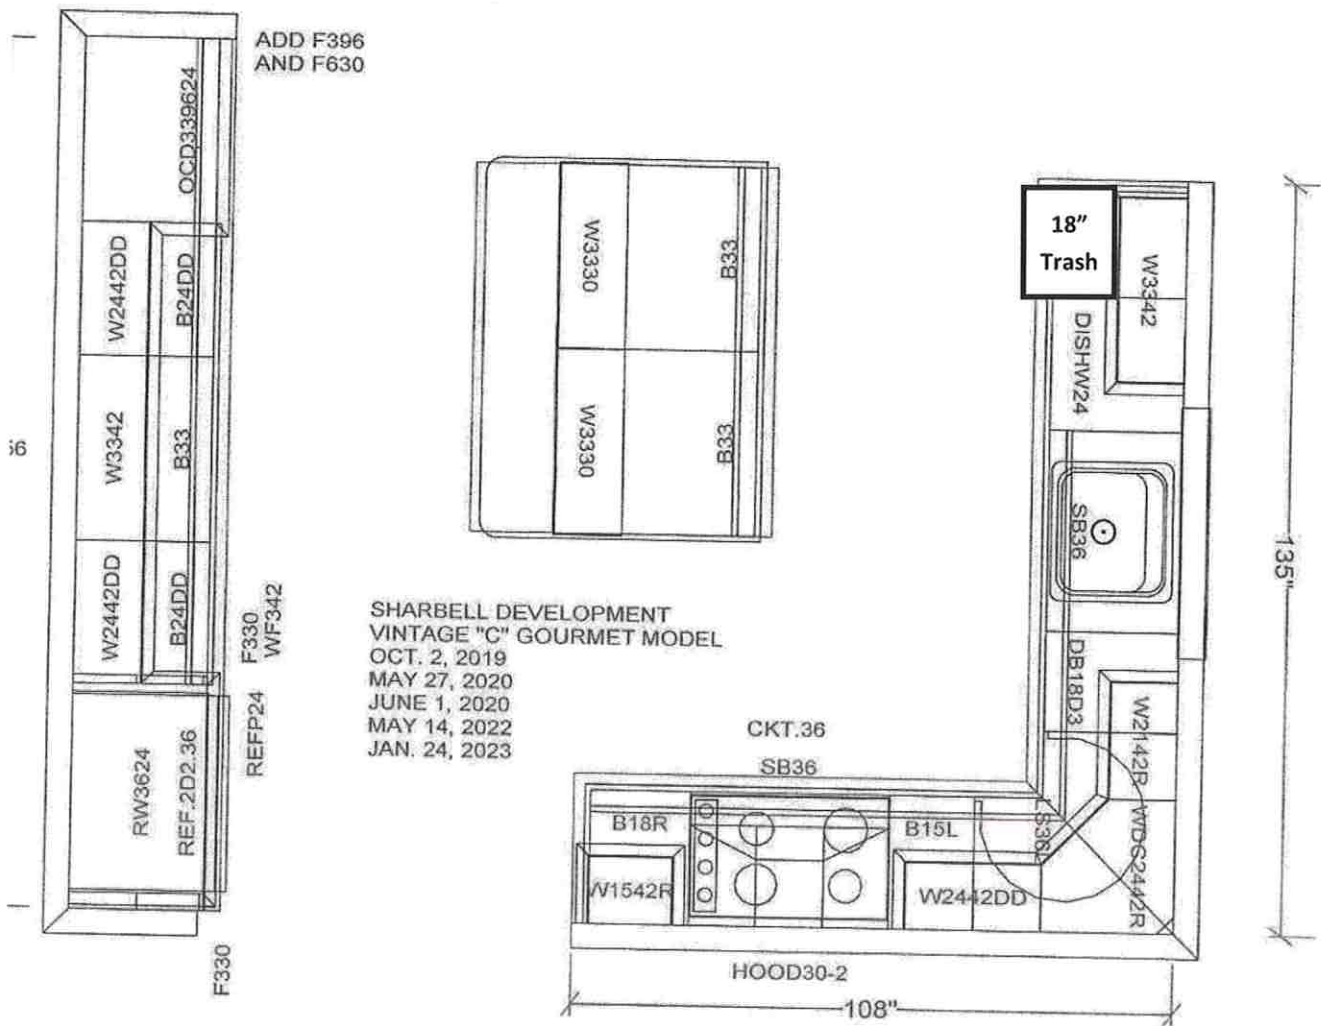 ADD F396
AND F630
OCD339624
W2442DD
B24DD
W3342
B33
W2442DD
B24DD
F330
WF342
REFP24
RW3624
REF.2D2.36
F330
W3330
B33
W3330
B33
SHARBELL DEVELOPMENT
VINTAGE "C" GOURMET MODEL
OCT. 2, 2019
MAY 27, 2020
JUNE 1, 2020
MAY 14, 2022
JAN. 24, 2023
18”
Trash
W3342
DISHW24
SB36
DB18D3
W2142R
WDC2442R
LS36
135"
CKT.36
SB36
B18R
B15L
W1542R
W2442DD
HOOD30-2
108"